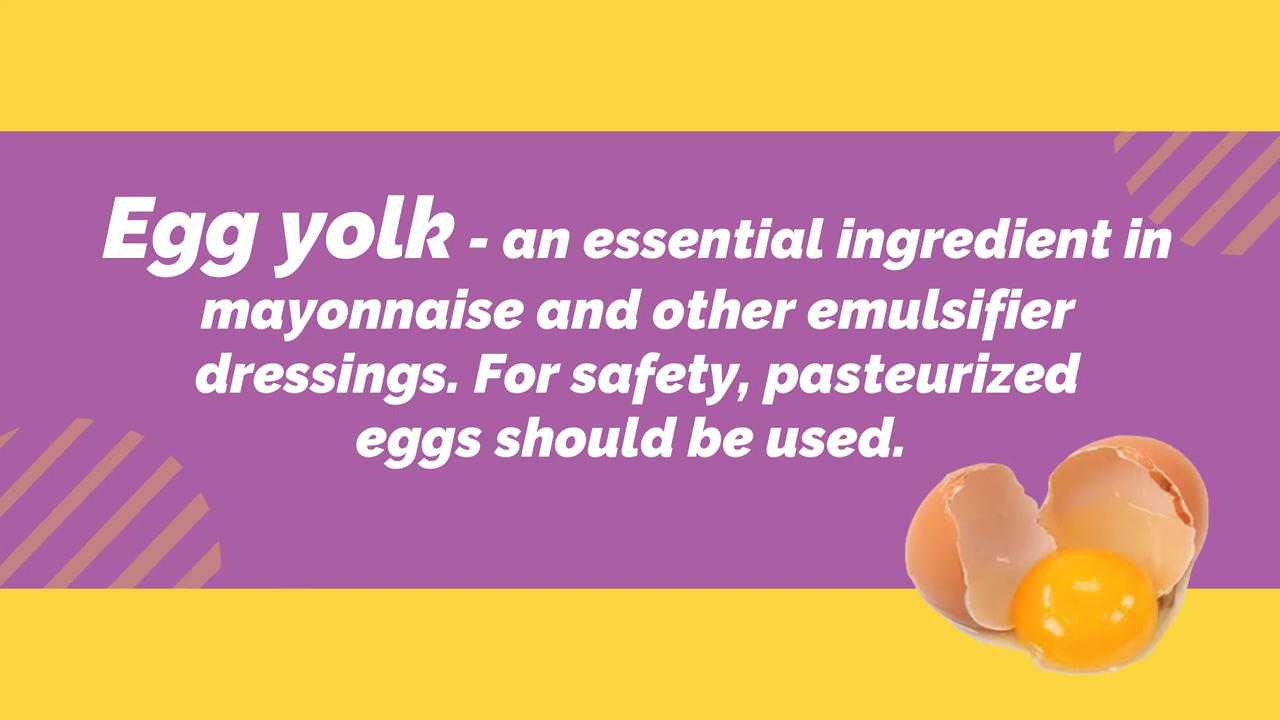 Egg yolk - an essential ingredient in
mayonnaise and other emulsifier
dressings. For safety, pasteurized
eggs should be used.